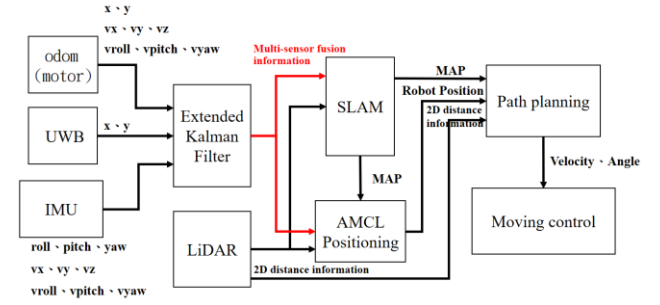 x、y
vx、vy、vz
vroll、vpitch、vyaw
odom
(motor)
UWB
x、y
IMU
roll、pitch、yaw
vx、vy、vz
vroll、vpitch、vyaw
Extended
Kalman
Filter
LiDAR
Multi-sensor fusion
information
SLAM
MAP
AMCL
Positioning
2D distance information
MAP
Robot Position
2D distance
information
Path planning
Velocity、Angle
Moving control